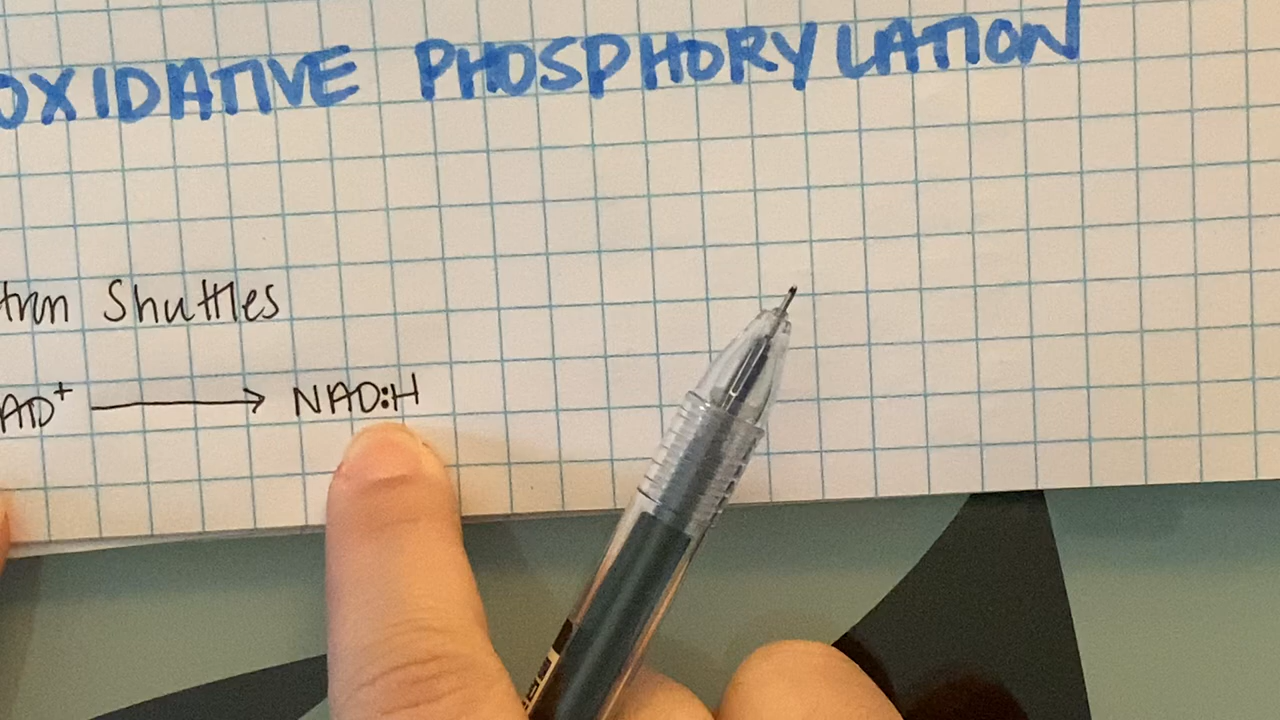 OXIDATIVE PHOSPHORYLATION
tron Shuttles
AD⁺ → NAD:H